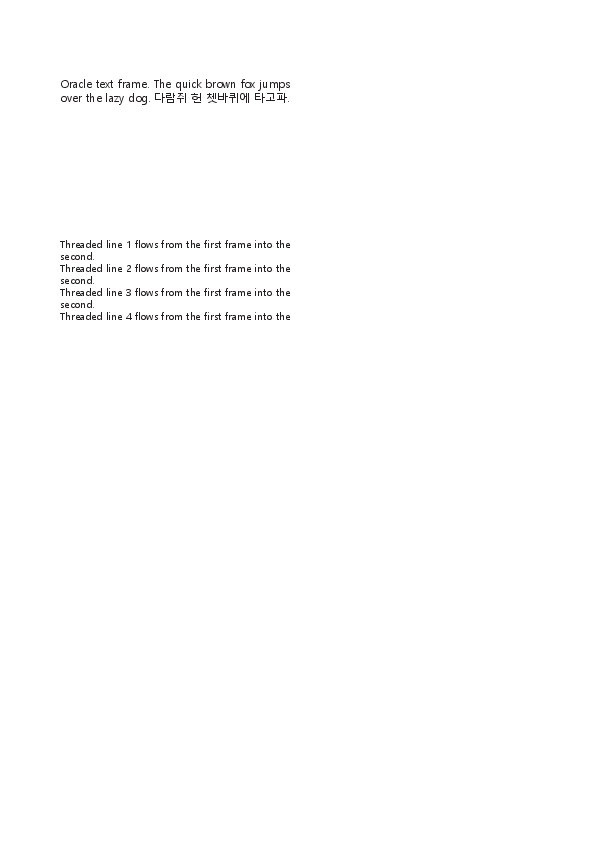 Oracle text frame. The quick brown fox jumps
over the lazy dog. 다람쥐 헌 쳇바퀴에 타고파.
Threaded line 1 flows from the first frame into the
second.
Threaded line 2 flows from the first frame into the
second.
Threaded line 3 flows from the first frame into the
second.
Threaded line 4 flows from the first frame into the